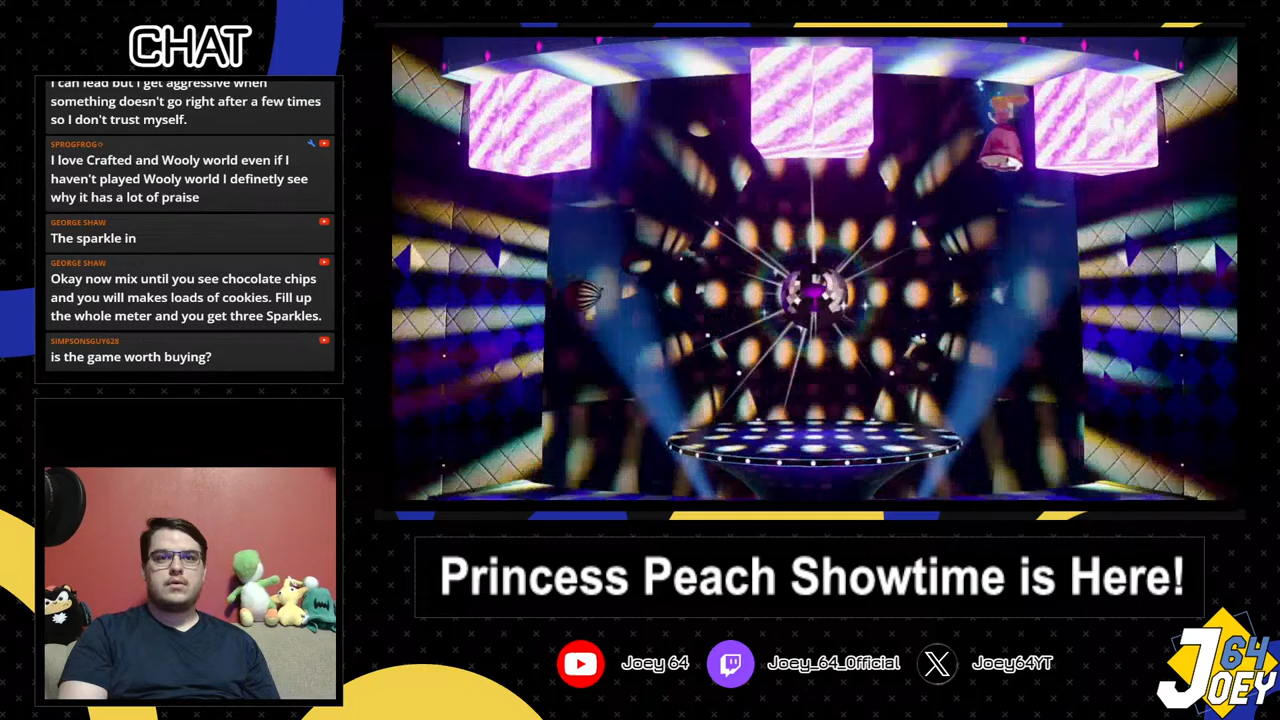 CHAT
I can lead but I get aggressive when
something doesn't go right after a few times
so I don't trust myself.
SPROGFROG
I love Crafted and Wooly world even if I
haven't played Wooly world I definetly see
why it has a lot of praise
GEORGE SHAW
The sparkle in
GEORGE SHAW
Okay now mix until you see chocolate chips
and you will makes loads of cookies. Fill up
the whole meter and you get three Sparkles.
SIMPSONSGUY628
is the game worth buying?
Princess Peach Showtime is Here!
Joey 64
Joey_64_Official
Joey64YT
64
JOEY